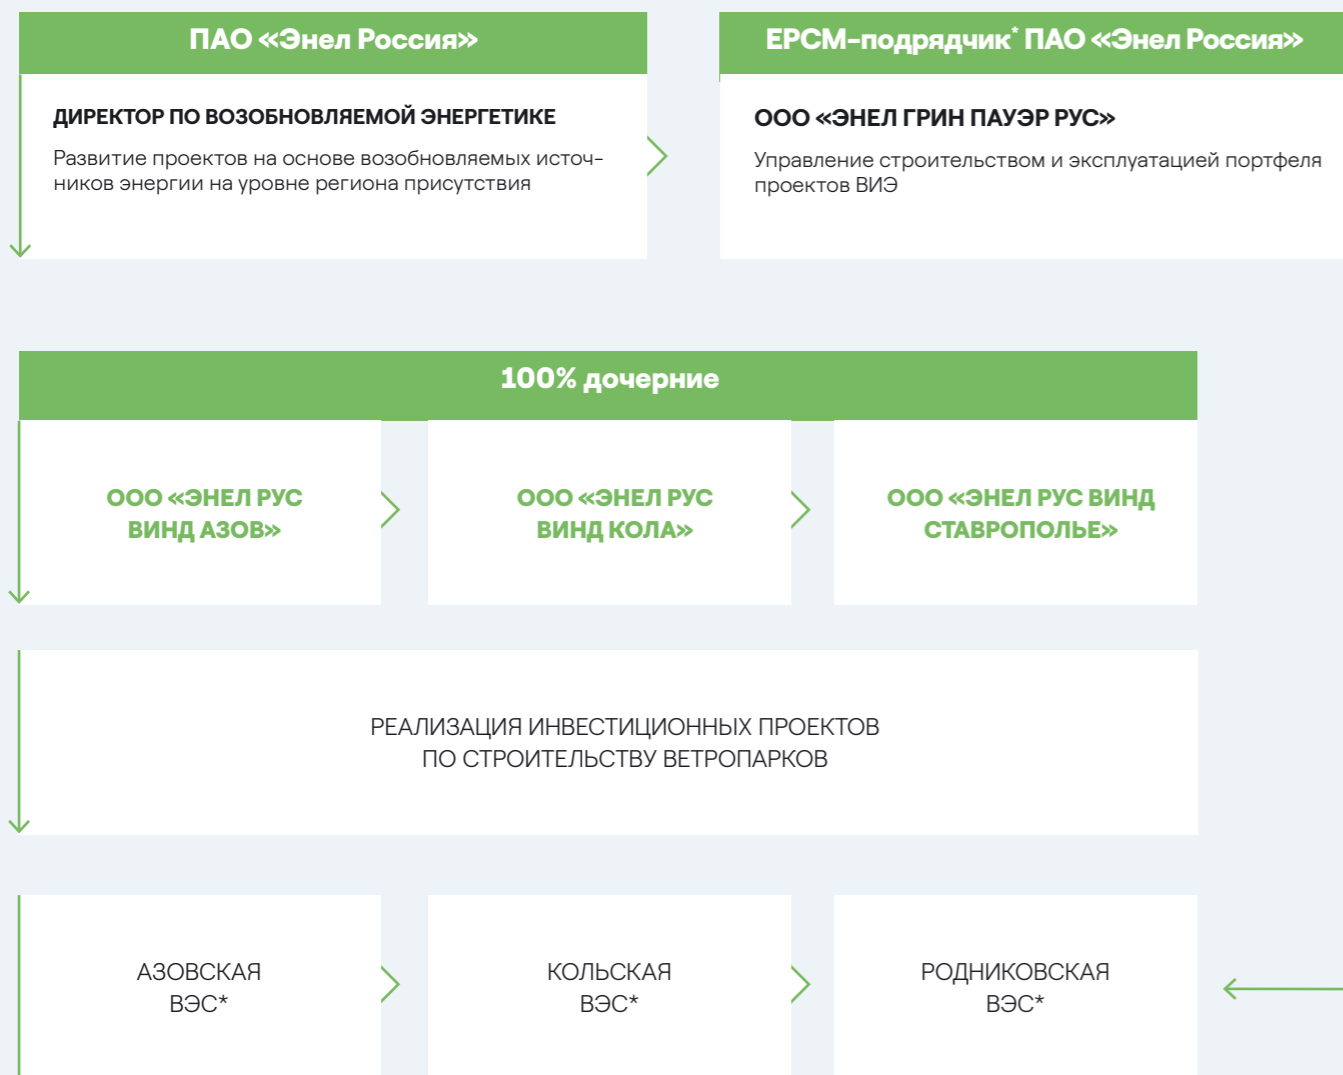 ПАО «Энел Россия»
ДИРЕКТОР ПО ВОЗОБНОВЛЯЕМОЙ ЭНЕРГЕТИКЕ
Развитие проектов на основе возобновляемых источ-
ников энергии на уровне региона присутствия
EPCM-подрядчик* ПАО «Энел Россия»
ООО «ЭНЕЛ ГРИН ПАУЭР РУС»
Управление строительством и эксплуатацией портфеля
проектов ВИЭ
100% дочерние
ООО «ЭНЕЛ РУС
ВИНД АЗОВ»
ООО «ЭНЕЛ РУС
ВИНД КОЛА»
ООО «ЭНЕЛ РУС ВИНД
СТАВРОПОЛЬЕ»
РЕАЛИЗАЦИЯ ИНВЕСТИЦИОННЫХ ПРОЕКТОВ
ПО СТРОИТЕЛЬСТВУ ВЕТРОПАРКОВ
АЗОВСКАЯ
ВЭС*
КОЛЬСКАЯ
ВЭС*
РОДНИКОВСКАЯ
ВЭС*